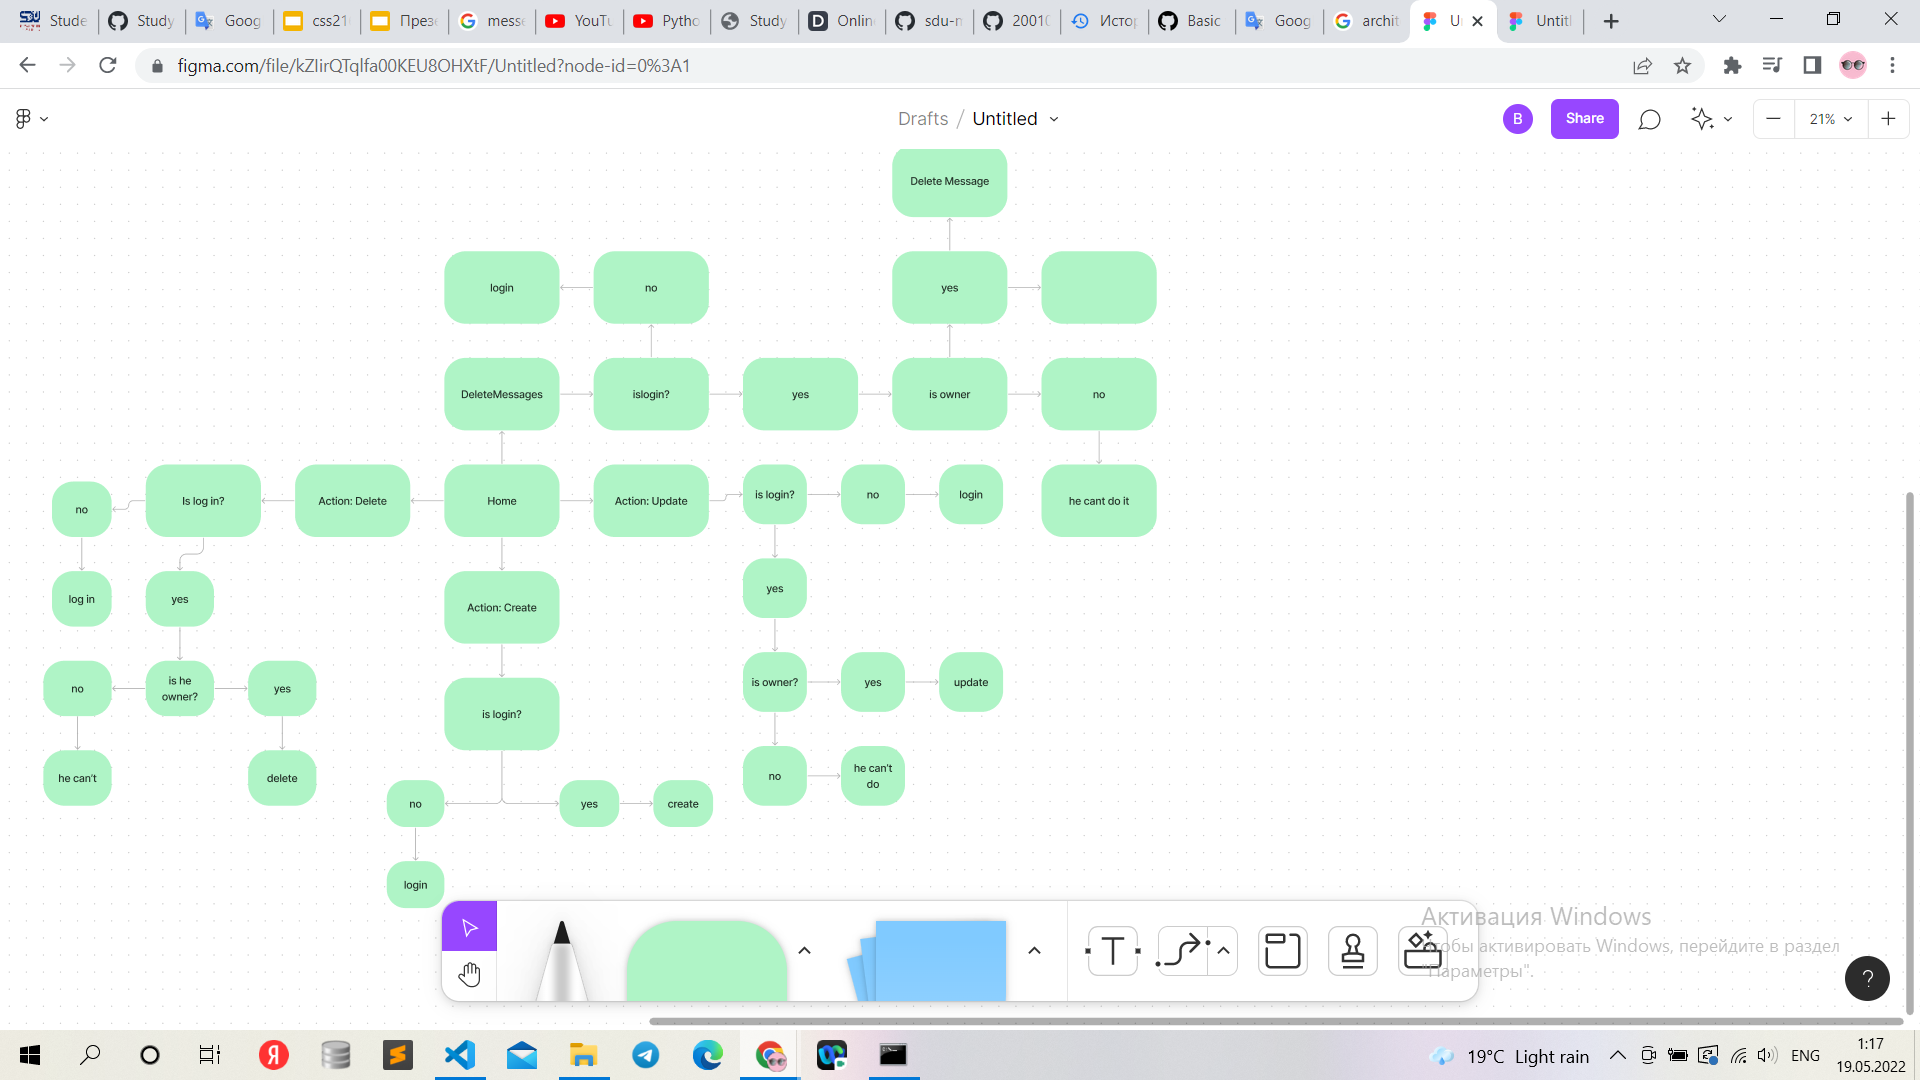 Stude
Study
Goog
css21
През
messe
YouTu
Pytho
Study
Onlin
sdu-m
20010
Истор
Basic
Goog
archit
U
Untitl
figma.com/file/kZIirQTqlfa00KEU8OHXtF/Untitled?node-id=0%3A1
Drafts / Untitled
B
Share
21%
Delete Message
login
no
yes
DeleteMessages
islogin?
yes
is owner
no
no
Is log in?
Action: Delete
Home
Action: Update
is login?
no
login
he cant do it
log in
yes
Action: Create
yes
no
is he
owner?
yes
is login?
is owner?
yes
update
he can't
delete
no
yes
create
no
he can't
do
login
T
Активация Windows
Чтобы активировать Windows, перейдите в раздел
"Параметры".
?
19°C Light rain
ENG
1:17
19.05.2022